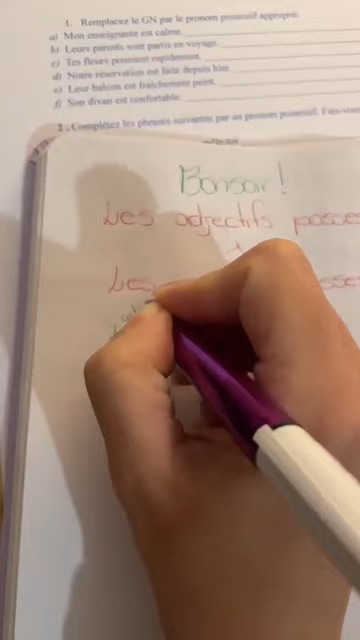 1. Remplacez le GN par le pronom possessif approprié.
a) Mon enseignante est calme.
b) Leurs parents sont partis en voyage.
c) Tes fleurs poussent rapidement.
d) Notre réservation est faite depuis hier.
e) Leur balcon est fraîchement peint.
f) Son divan est confortable.
2. Complétez les phrases suivantes par un pronom possessif.
Bonsoir!
Les adjectifs posse
Les sse